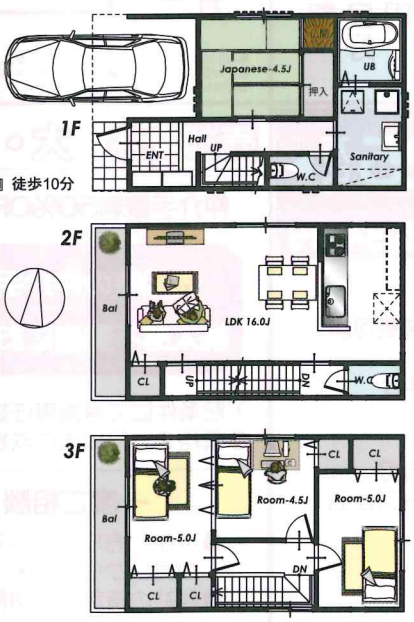 1F
Japanese-4.5J
仏間
押入
UB
Hall
UP
ENT
W.C
Sanitary
徒歩10分
2F
Bal
LDK 16.0J
CL
UP
DN
W.C
3F
Bal
Room-5.0J
Room-4.5J
CL
CL
Room-5.0J
DN
CL
CL